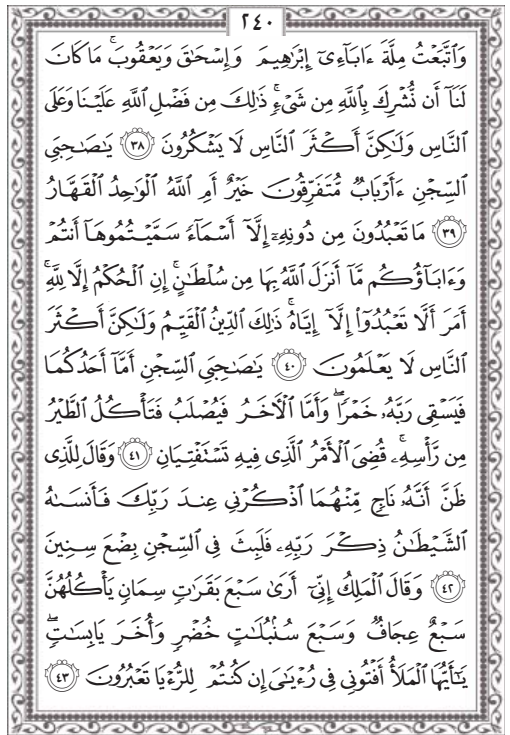 ٢٤٠
وَٱتَّبَعْتُ مِلَّةَ ءَابَآءِىٓ إِبْرَٰهِيمَ وَإِسْحَٰقَ وَيَعْقُوبَۚ مَا كَانَ
لَنَآ أَن نُّشْرِكَ بِٱللَّهِ مِن شَىْءٍۚ ذَٰلِكَ مِن فَضْلِ ٱللَّهِ عَلَيْنَا وَعَلَى
ٱلنَّاسِ وَلَٰكِنَّ أَكْثَرَ ٱلنَّاسِ لَا يَشْكُرُونَ ٣٨ يَٰصَٰحِبَىِ
ٱلسِّجْنِ ءَأَرْبَابٌ مُّتَفَرِّقُونَ خَيْرٌ أَمِ ٱللَّهُ ٱلْوَٰحِدُ ٱلْقَهَّارُ
٣٩ مَا تَعْبُدُونَ مِن دُونِهِۦٓ إِلَّآ أَسْمَآءً سَمَّيْتُمُوهَآ أَنتُمْ
وَءَابَآؤُكُم مَّآ أَنزَلَ ٱللَّهُ بِهَا مِن سُلْطَٰنٍۚ إِنِ ٱلْحُكْمُ إِلَّا لِلَّهِۚ
أَمَرَ أَلَّا تَعْبُدُوٓا۟ إِلَّآ إِيَّاهُۚ ذَٰلِكَ ٱلدِّينُ ٱلْقَيِّمُ وَلَٰكِنَّ أَكْثَرَ
ٱلنَّاسِ لَا يَعْلَمُونَ ٤٠ يَٰصَٰحِبَىِ ٱلسِّجْنِ أَمَّآ أَحَدُكُمَا
فَيَسْقِى رَبَّهُۥ خَمْرًاۖ وَأَمَّا ٱلْءَاخَرُ فَيُصْلَبُ فَتَأْكُلُ ٱلطَّيْرُ
مِن رَّأْسِهِۦۚ قُضِىَ ٱلْأَمْرُ ٱلَّذِى فِيهِ تَسْتَفْتِيَانِ ٤١ وَقَالَ لِلَّذِى
ظَنَّ أَنَّهُۥ نَاجٍ مِّنْهُمَا ٱذْكُرْنِى عِندَ رَبِّكَ فَأَنسَىٰهُ
ٱلشَّيْطَٰنُ ذِكْرَ رَبِّهِۦ فَلَبِثَ فِى ٱلسِّجْنِ بِضْعَ سِنِينَ
٤٢ وَقَالَ ٱلْمَلِكُ إِنِّىٓ أَرَىٰ سَبْعَ بَقَرَٰتٍ سِمَانٍ يَأْكُلُهُنَّ
سَبْعٌ عِجَافٌ وَسَبْعَ سُنۢبُلَٰتٍ خُضْرٍ وَأُخَرَ يَابِسَٰتٍۖ
يَٰٓأَيُّهَا ٱلْمَلَأُ أَفْتُونِى فِى رُءْيَٰىَ إِن كُنتُمْ لِلرُّءْيَا تَعْبُرُونَ ٤٣